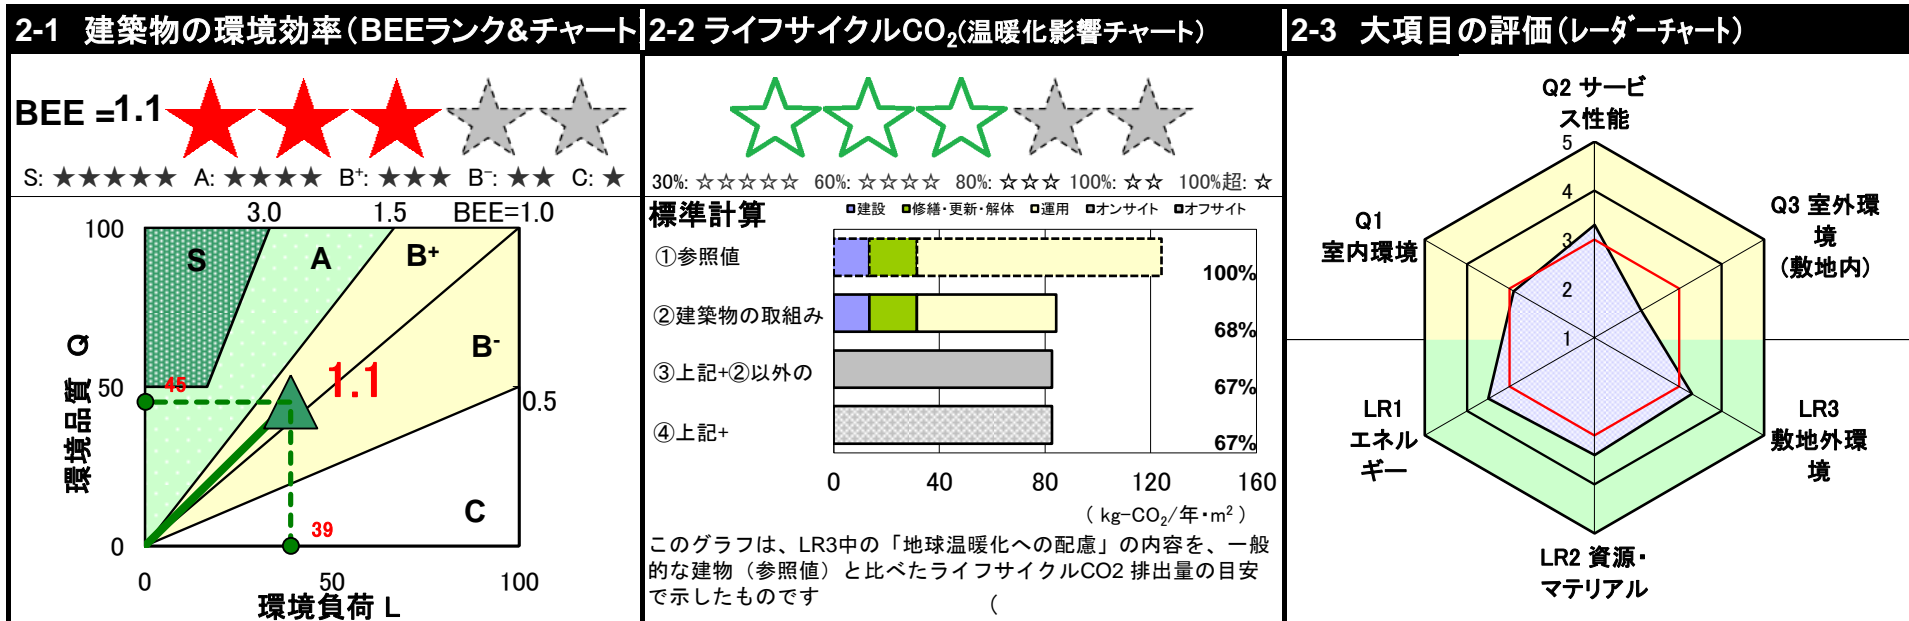 2-1 建築物の環境効率(BEEランク&チャート
BEE =1.1
S: ★★★★★ A: ★★★★ B+: ★★★ B-: ★★ C: ★
3.0 1.5 BEE=1.0
100
S A B+
B-
環境品質 Q
50
45
1.1
0.5
C
39
0
0 50 100
環境負荷 L
2-2 ライフサイクルCO2(温暖化影響チャート)
30%: ☆☆☆☆☆ 60%: ☆☆☆☆ 80%: ☆☆☆ 100%: ☆☆ 100%超: ☆
標準計算
建設 修繕・更新・解体 運用 オンサイト オフサイト
①参照値
100%
②建築物の取組み
68%
③上記+②以外の
67%
④上記+
67%
0 40 80 120 160
( kg-CO2/年・m2 )
このグラフは、LR3中の「地球温暖化への配慮」の内容を、一般
的な建物(参照値)と比べたライフサイクルCO2 排出量の目安
で示したものです
(
2-3 大項目の評価(レーダーチャート)
Q2 サービ
ス性能
5
4
3
2
1
Q1
室内環境
Q3 室外環
境
(敷地内)
LR1
エネル
ギー
LR3
敷地外環
境
LR2 資源・
マテリアル